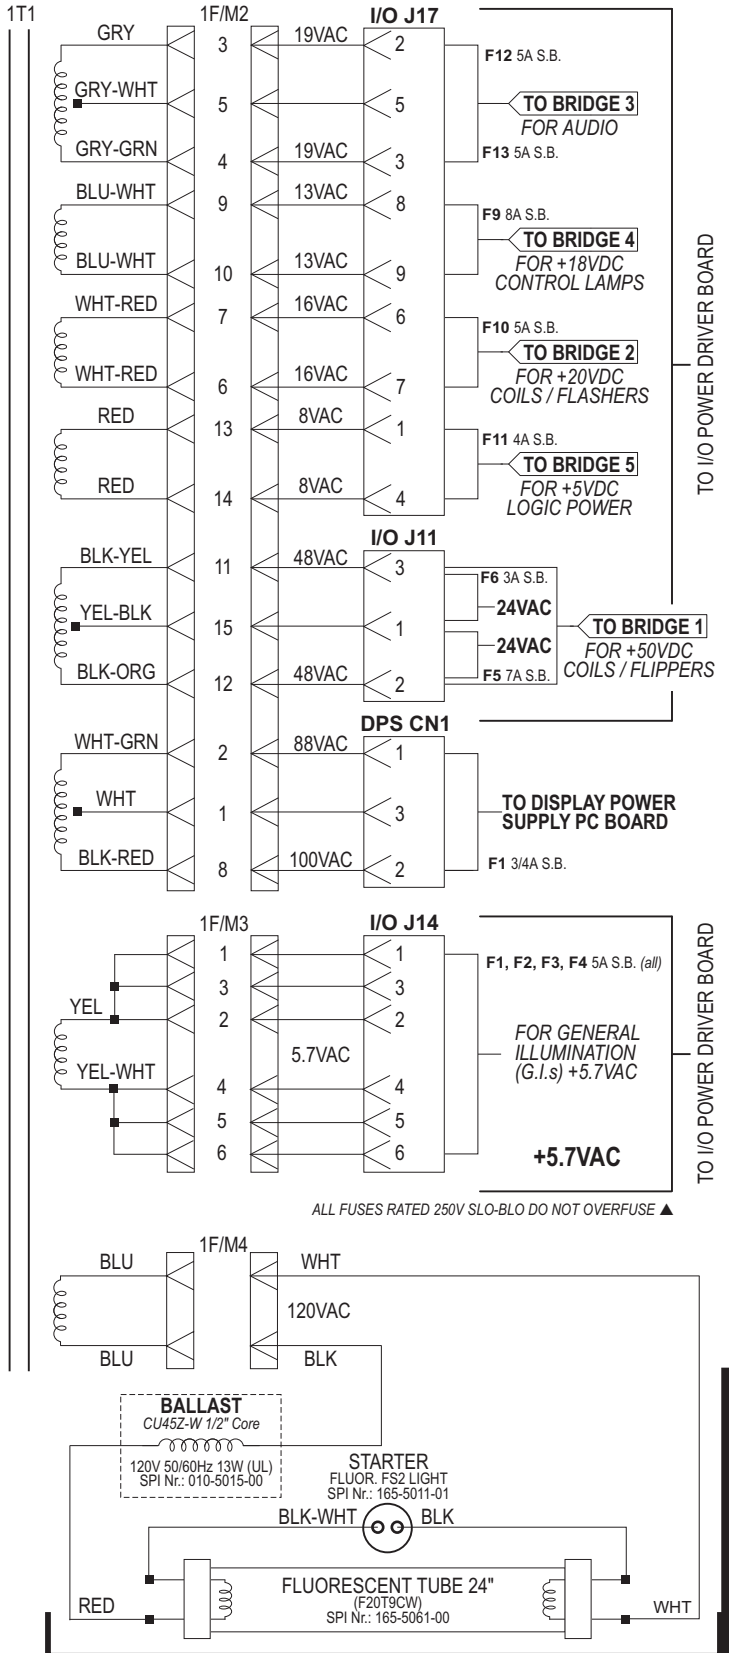 1T1 1F/M2 I/O J17
GRY 3 19VAC 2
F12 5A S.B.
GRY-WHT 5 5 TO BRIDGE 3
FOR AUDIO
GRY-GRN 4 19VAC 3 F13 5A S.B.
BLU-WHT 9 13VAC 8
F9 8A S.B.
TO BRIDGE 4
FOR +18VDC
CONTROL LAMPS
BLU-WHT 10 13VAC 9
WHT-RED 7 16VAC 6
F10 5A S.B.
TO BRIDGE 2
FOR +20VDC
COILS / FLASHERS
WHT-RED 6 16VAC 7
RED 13 8VAC 1
F11 4A S.B.
TO BRIDGE 5
FOR +5VDC
LOGIC POWER
RED 14 8VAC 4
TO I/O POWER DRIVER BOARD
I/O J11
BLK-YEL 11 48VAC 3
F6 3A S.B.
24VAC
YEL-BLK 15 1 TO BRIDGE 1
24VAC
FOR +50VDC
COILS / FLIPPERS
BLK-ORG 12 48VAC 2 F5 7A S.B.
DPS CN1
WHT-GRN 2 88VAC 1
WHT 1 3
TO DISPLAY POWER
SUPPLY PC BOARD
BLK-RED 8 100VAC 2 F1 3/4A S.B.
1F/M3 I/O J14
1 1
F1, F2, F3, F4 5A S.B. (all)
3 3
YEL 2 2
5.7VAC
FOR GENERAL
ILLUMINATION
(G.I.s) +5.7VAC
YEL-WHT 4 4
5 5
6 6
+5.7VAC
TO I/O POWER DRIVER BOARD
ALL FUSES RATED 250V SLO-BLO DO NOT OVERFUSE ▲
1F/M4
BLU WHT
120VAC
BLU BLK
BALLAST
CU45Z-W 1/2" Core
120V 50/60Hz 13W (UL)
SPI Nr.: 010-5015-00
STARTER
FLUOR. FS2 LIGHT
SPI Nr.: 165-5011-01
BLK-WHT BLK
FLUORESCENT TUBE 24"
(F20T9CW)
SPI Nr.: 165-5061-00
RED WHT